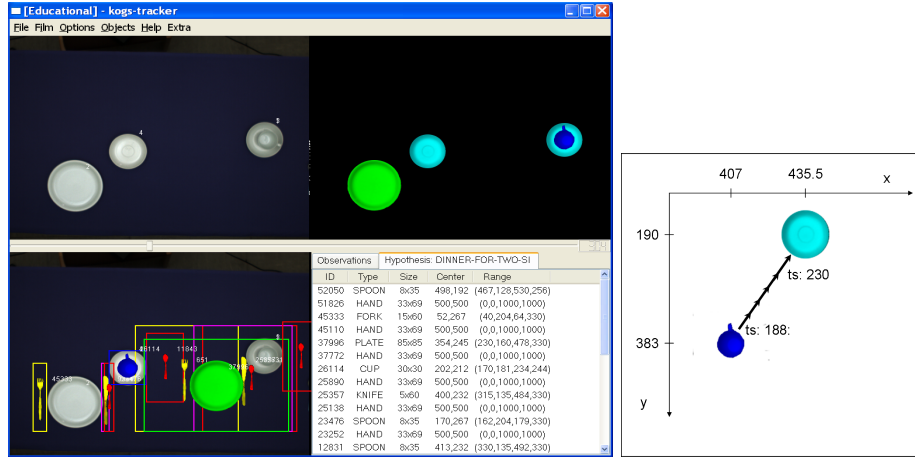 [Educational] - kogs-tracker
File Film Options Objects Help Extra
4
Observations Hypothesis: DINNER-FOR-TWO-SI
ID Type Size Center Range
52050 SPOON 8x35 498,192 (467,128,530,256)
51826 HAND 33x69 500,500 (0,0,1000,1000)
45333 FORK 15x60 52,267 (40,204,64,330)
45110 HAND 33x69 500,500 (0,0,1000,1000)
37996 PLATE 85x85 354,245 (230,160,478,330)
37772 HAND 33x69 500,500 (0,0,1000,1000)
26114 CUP 30x30 202,212 (170,181,234,244)
25890 HAND 33x69 500,500 (0,0,1000,1000)
25357 KNIFE 5x60 400,232 (315,135,484,330)
25138 HAND 33x69 500,500 (0,0,1000,1000)
23476 SPOON 8x35 170,267 (162,204,179,330)
23252 HAND 33x69 500,500 (0,0,1000,1000)
12831 SPOON 8x35 413,232 (330,135,492,330)
26114 11843
651
45333
407 435.5 x
190
ts: 230
ts: 188:
383
y